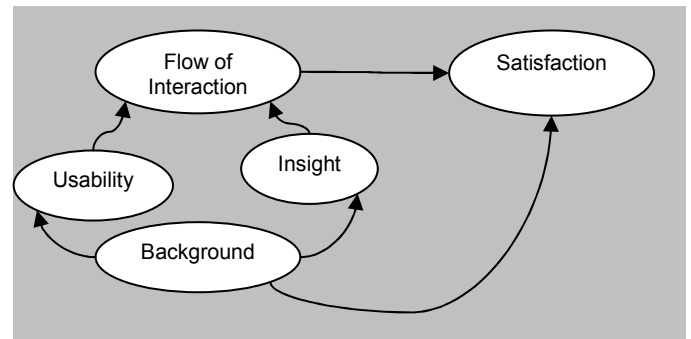 Flow of
Interaction
Satisfaction
Usability
Insight
Background